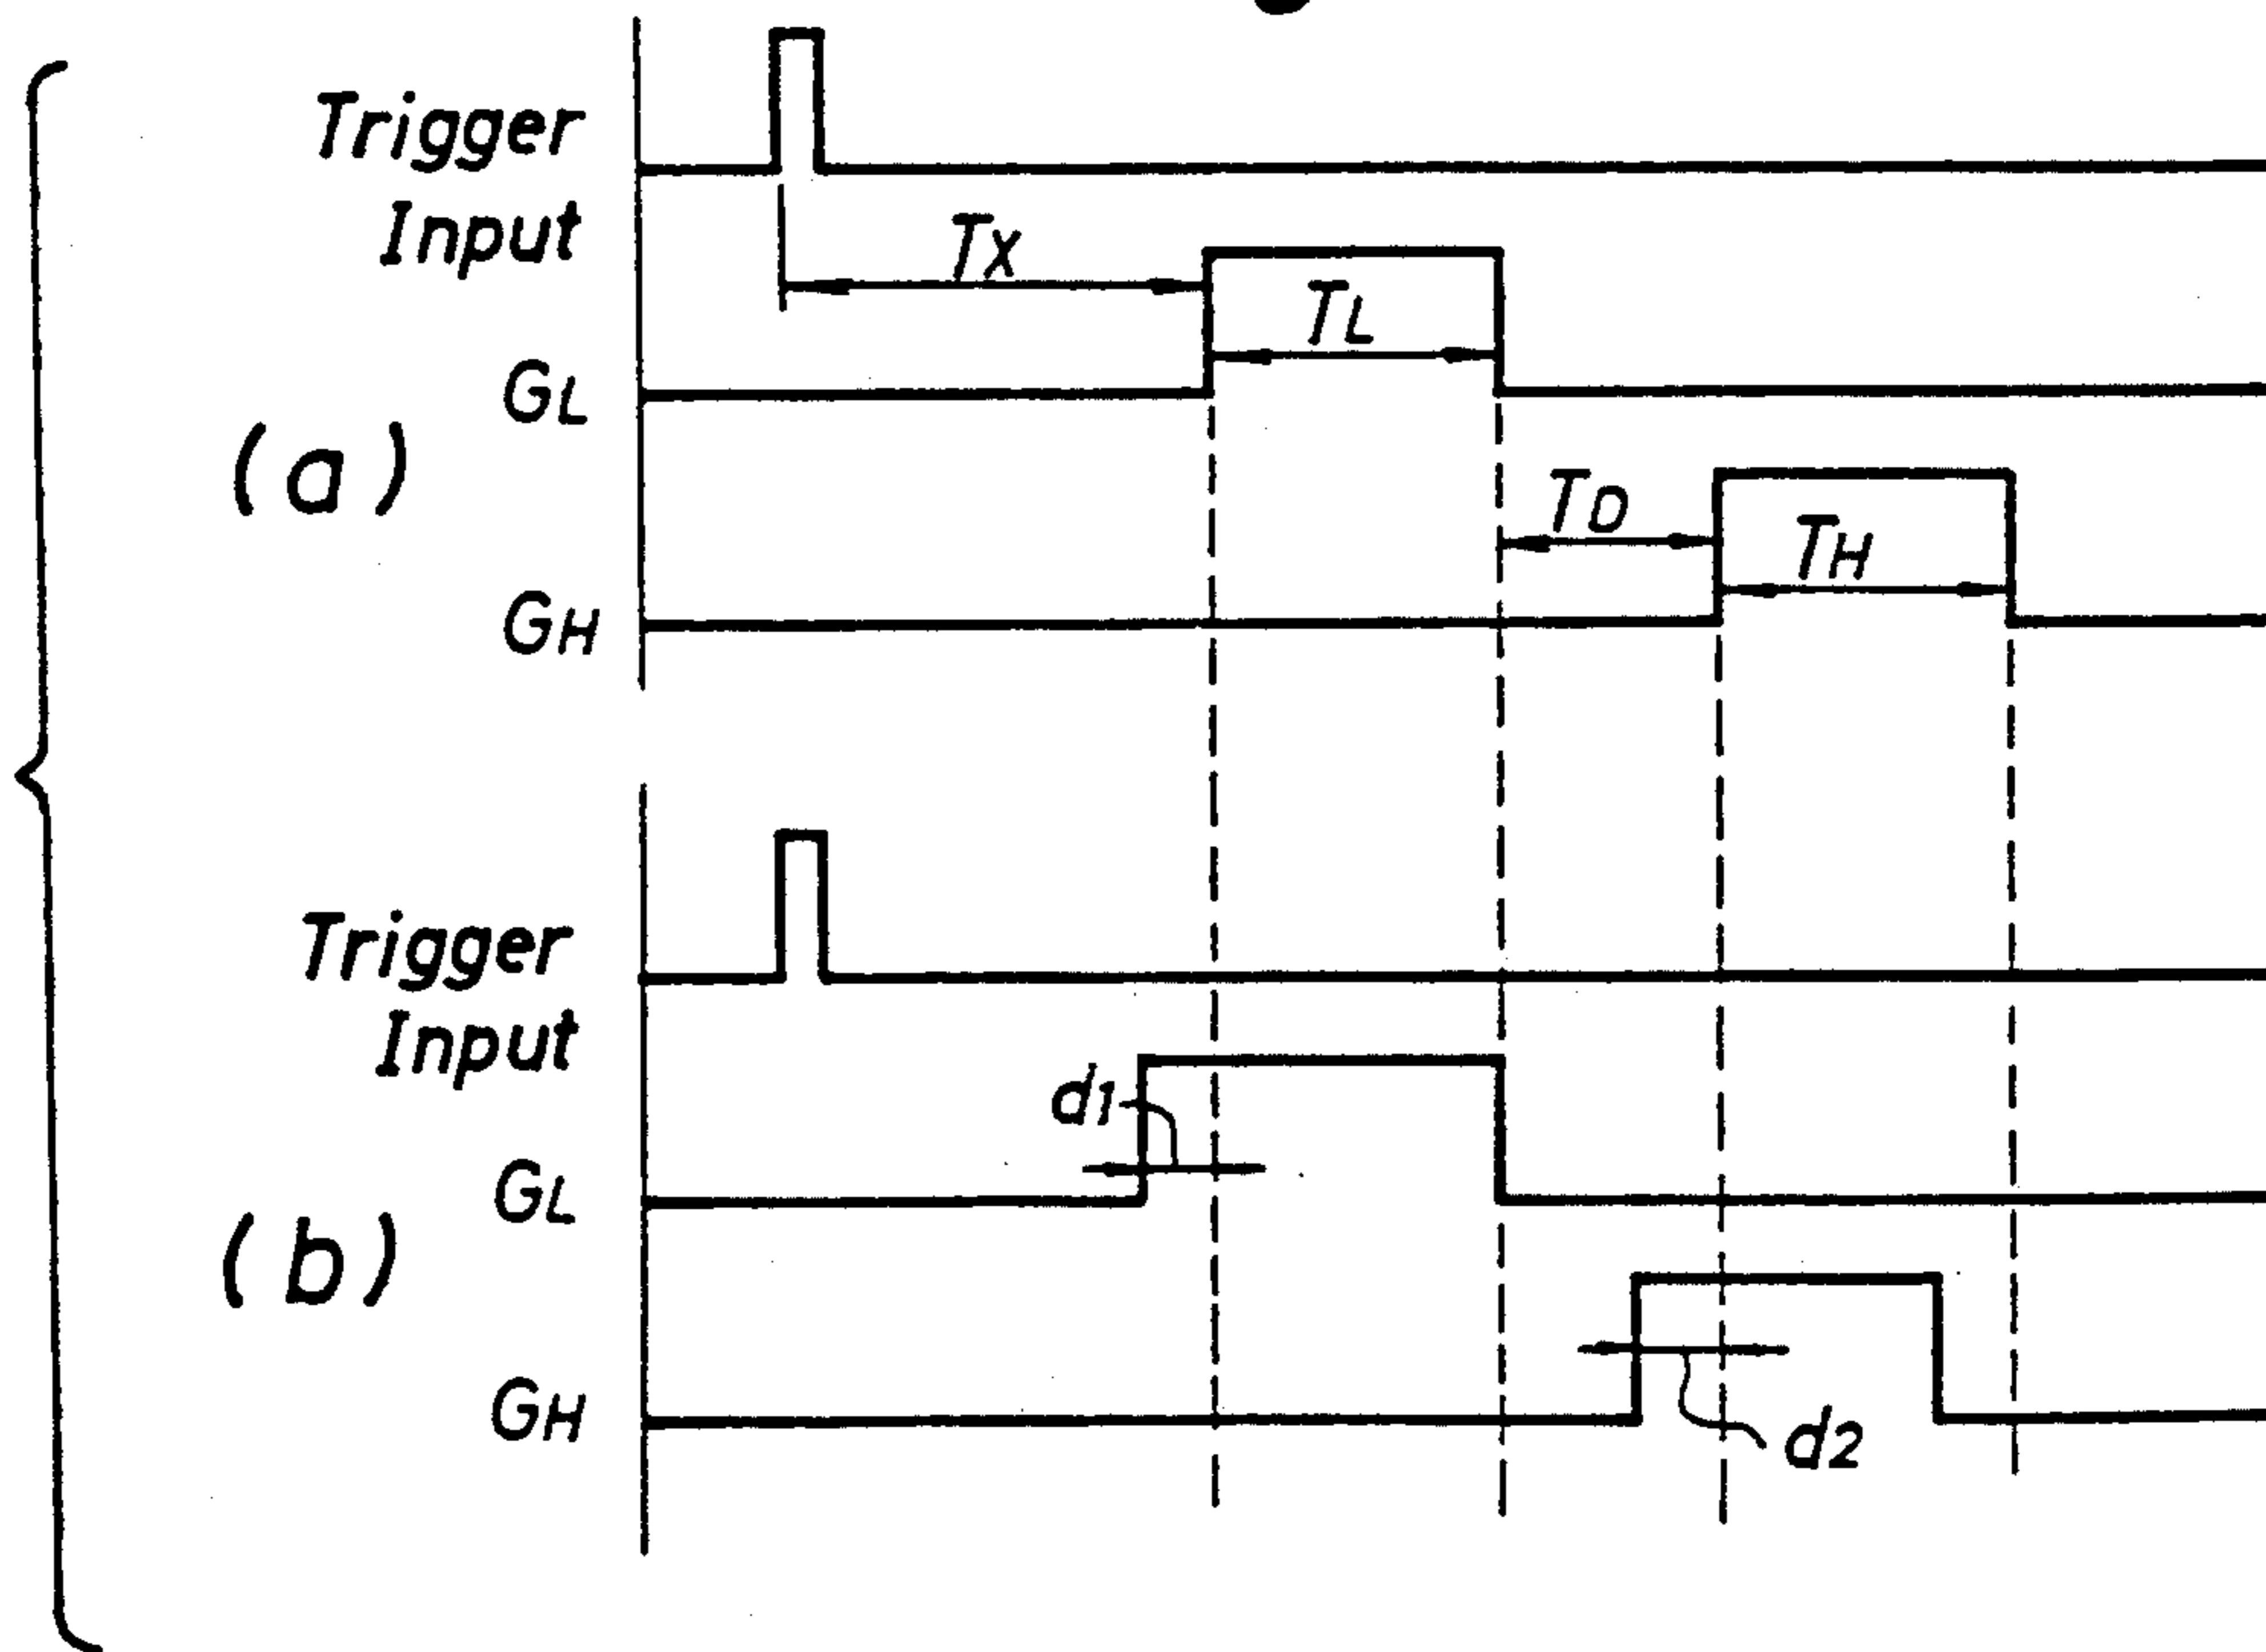 Trigger
Input
TX
TL
GL
(a)
TD
TH
GH
Trigger
Input
d1
GL
(b)
GH
d2